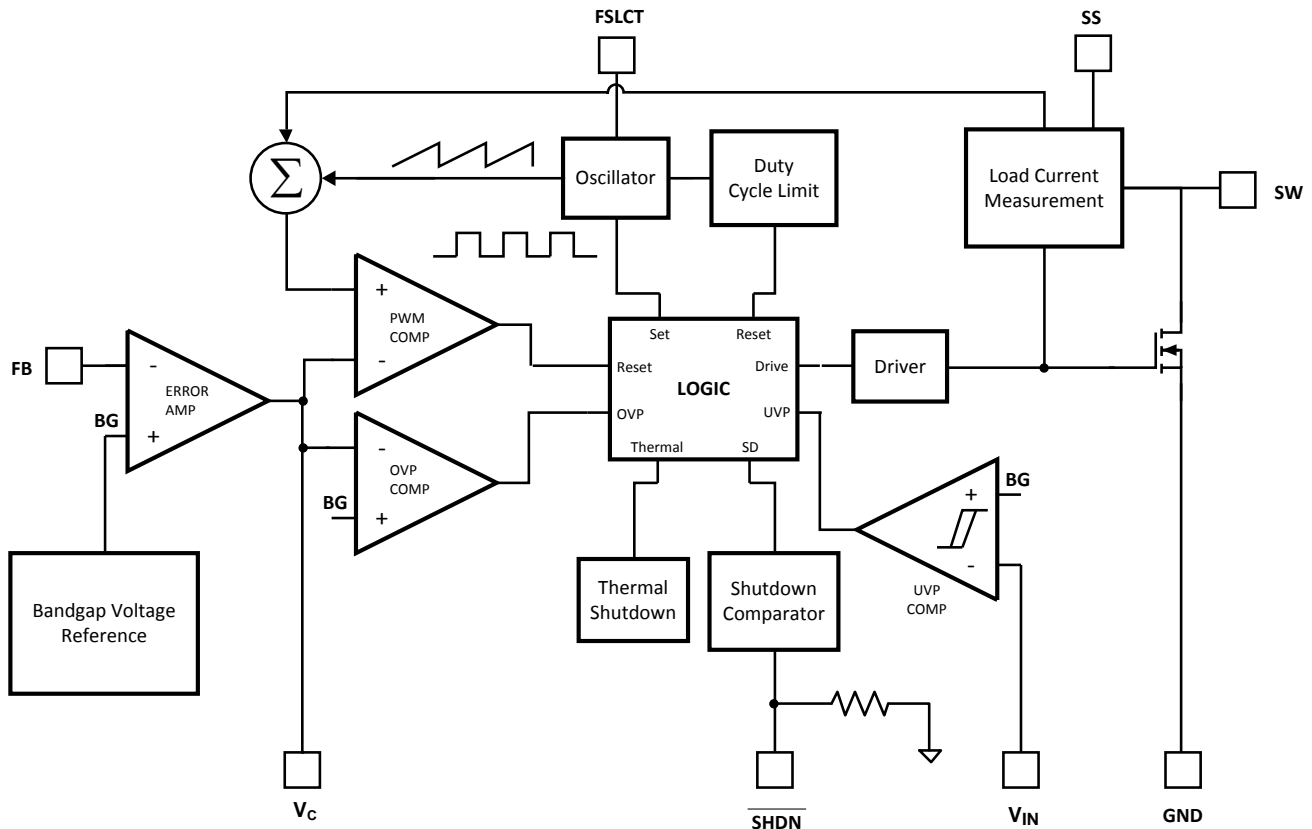 FSLCT
SS
Σ
Oscillator
Duty
Cycle Limit
Load Current
Measurement
SW
+
PWM
COMP
-
Set
Reset
Reset
Drive
LOGIC
OVP
UVP
Thermal
SD
Driver
FB
-
ERROR
AMP
BG
+
-
OVP
COMP
BG
+
+
BG
-
UVP
COMP
Bandgap Voltage
Reference
Thermal
Shutdown
Shutdown
Comparator
VC
SHDN
VIN
GND